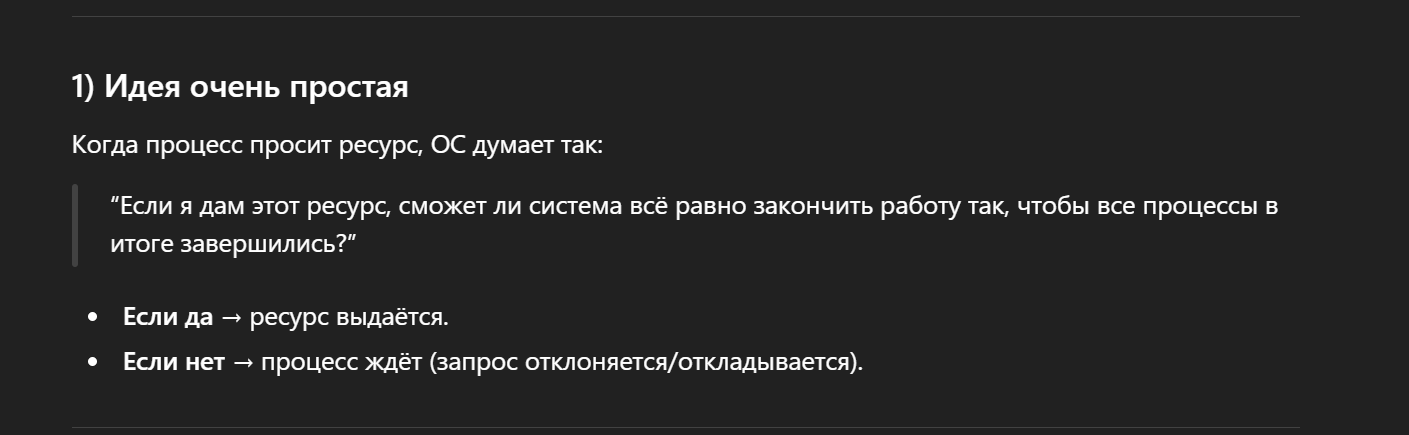 1) Идея очень простая
Когда процесс просит ресурс, ОС думает так:
“Если я дам этот ресурс, сможет ли система всё равно закончить работу так, чтобы все процессы в
итоге завершились?”
• Если да → ресурс выдаётся.
• Если нет → процесс ждёт (запрос отклоняется/откладывается).